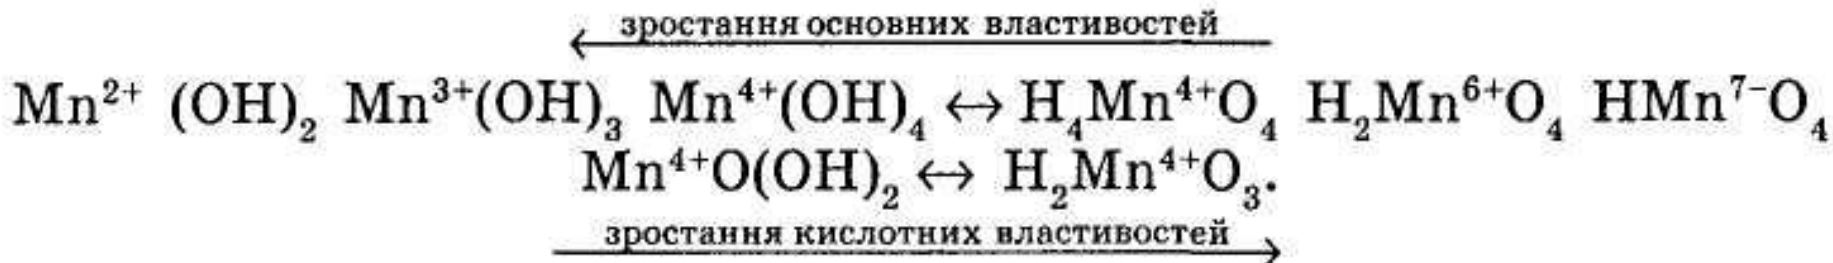 зростання основних властивостей
Mn²⁺ (OH)₂ Mn³⁺(OH)₃ Mn⁴⁺(OH)₄ ↔ H₄Mn⁴⁺O₄ H₂Mn⁶⁺O₄ HMn⁷⁻O₄
Mn⁴⁺O(OH)₂ ↔ H₂Mn⁴⁺O₃.
зростання кислотних властивостей